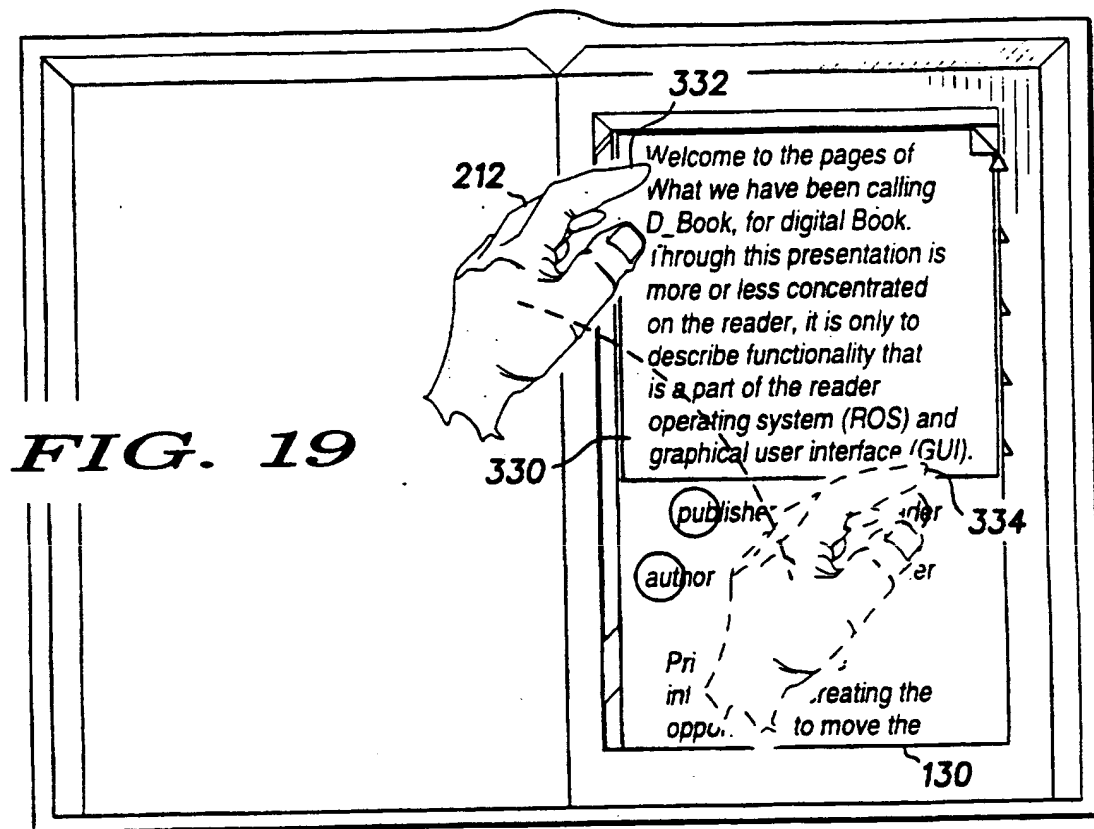 332
Welcome to the pages of
212
What we have been calling
D_Book, for digital Book.
Through this presentation is
more or less concentrated
on the reader, it is only to
describe functionality that
is a part of the reader
FIG. 19
operating system (ROS) and
330
graphical user interface (GUI).
publisher
334
author
to move the
130